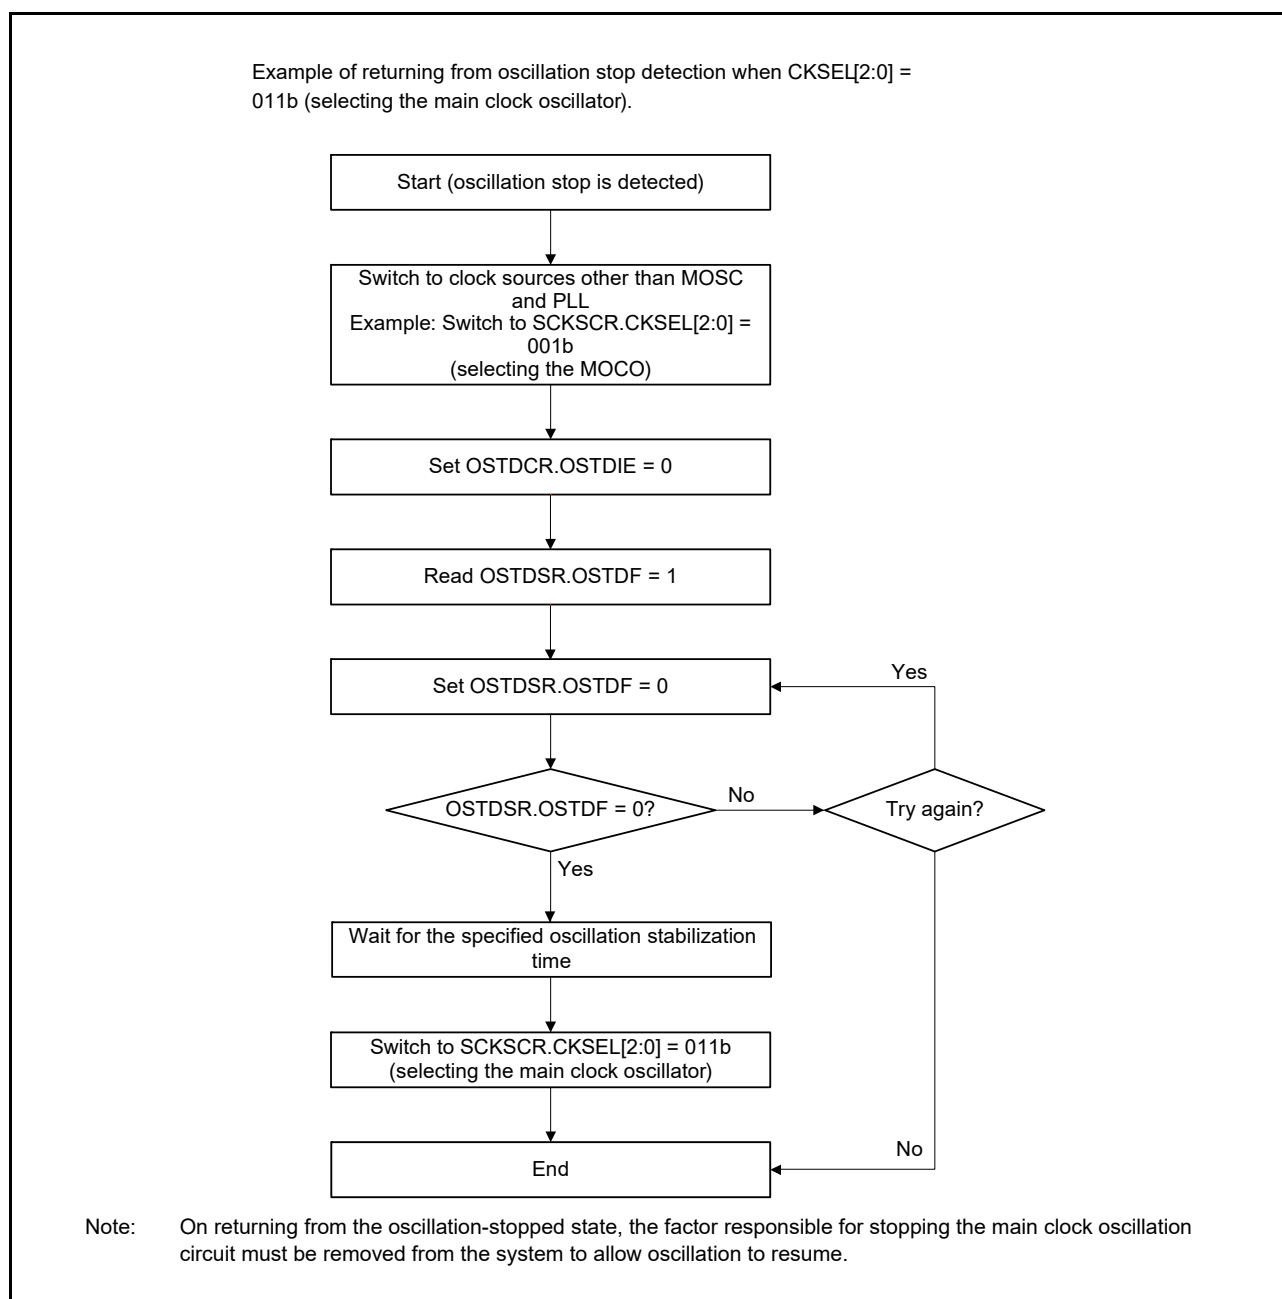 Example of returning from oscillation stop detection when CKSEL[2:0] =
011b (selecting the main clock oscillator).
Start (oscillation stop is detected)
Switch to clock sources other than MOSC
and PLL
Example: Switch to SCKSCR.CKSEL[2:0] =
001b
(selecting the MOCO)
Set OSTDCR.OSTDIE = 0
Read OSTDSR.OSTDF = 1
Set OSTDSR.OSTDF = 0
Yes
OSTDSR.OSTDF = 0?
No
Try again?
Yes
Wait for the specified oscillation stabilization
time
Switch to SCKSCR.CKSEL[2:0] = 011b
(selecting the main clock oscillator)
No
End
Note: On returning from the oscillation-stopped state, the factor responsible for stopping the main clock oscillation
circuit must be removed from the system to allow oscillation to resume.